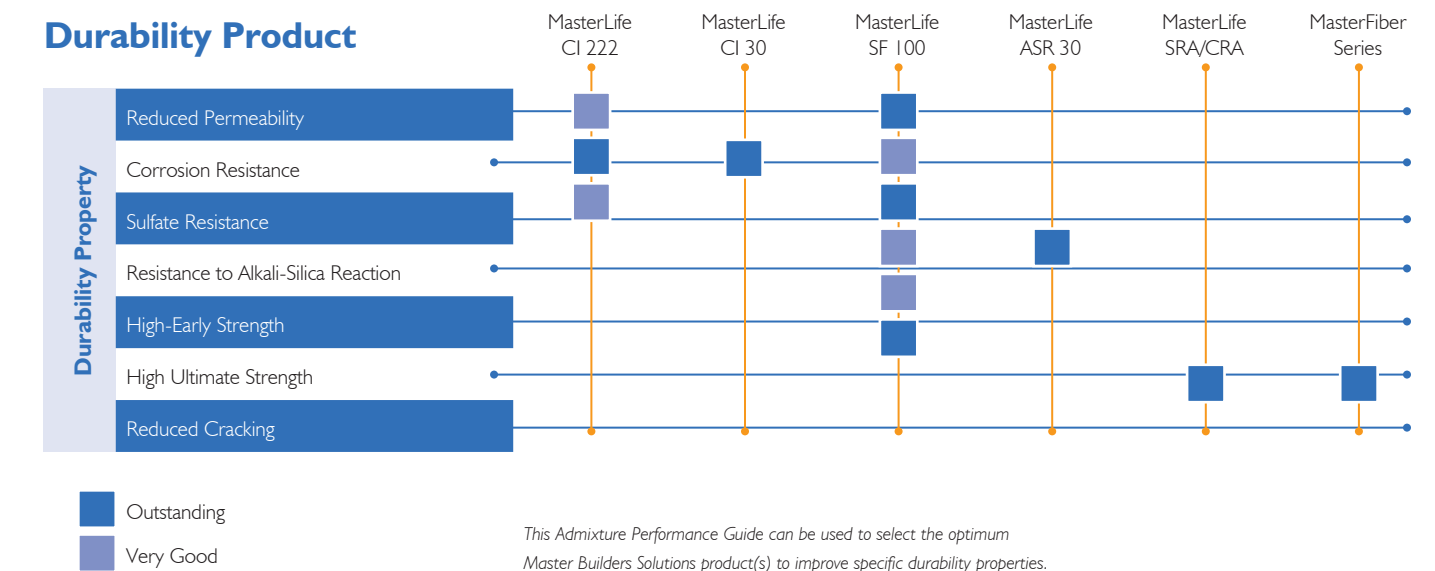 Durability Product
MasterLife
CI 222
MasterLife
CI 30
MasterLife
SF 100
MasterLife
ASR 30
MasterLife
SRA/CRA
MasterFiber
Series
Durability Property
Reduced Permeability
Corrosion Resistance
Sulfate Resistance
Resistance to Alkali-Silica Reaction
High-Early Strength
High Ultimate Strength
Reduced Cracking
Outstanding
Very Good
This Admixture Performance Guide can be used to select the optimum
Master Builders Solutions product(s) to improve specific durability properties.